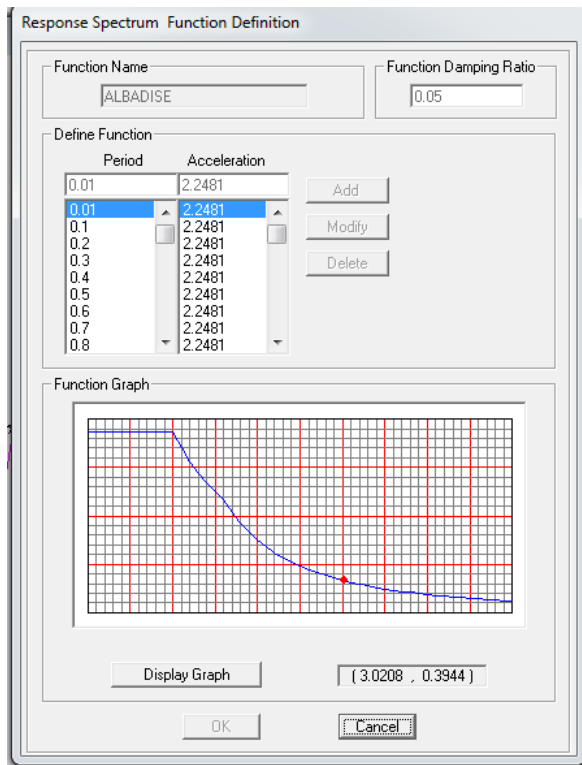 Response Spectrum Function Definition
Function Name
ALBADISE
Function Damping Ratio
0.05
Define Function
Period Acceleration
0.01 2.2481
Add
0.01 2.2481
0.1 2.2481
Modify
0.2 2.2481
0.3 2.2481
Delete
0.4 2.2481
0.5 2.2481
0.6 2.2481
0.7 2.2481
0.8 2.2481
Function Graph
Display Graph
( 3.0208 , 0.3944 )
OK Cancel